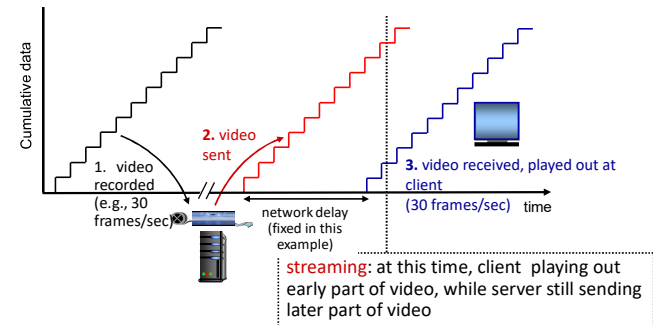 Cumulative data
1. video
recorded
(e.g., 30
frames/sec)
2. video
sent
3. video received, played out at
client
(30 frames/sec)
time
network delay
(fixed in this
example)
streaming: at this time, client playing out
early part of video, while server still sending
later part of video